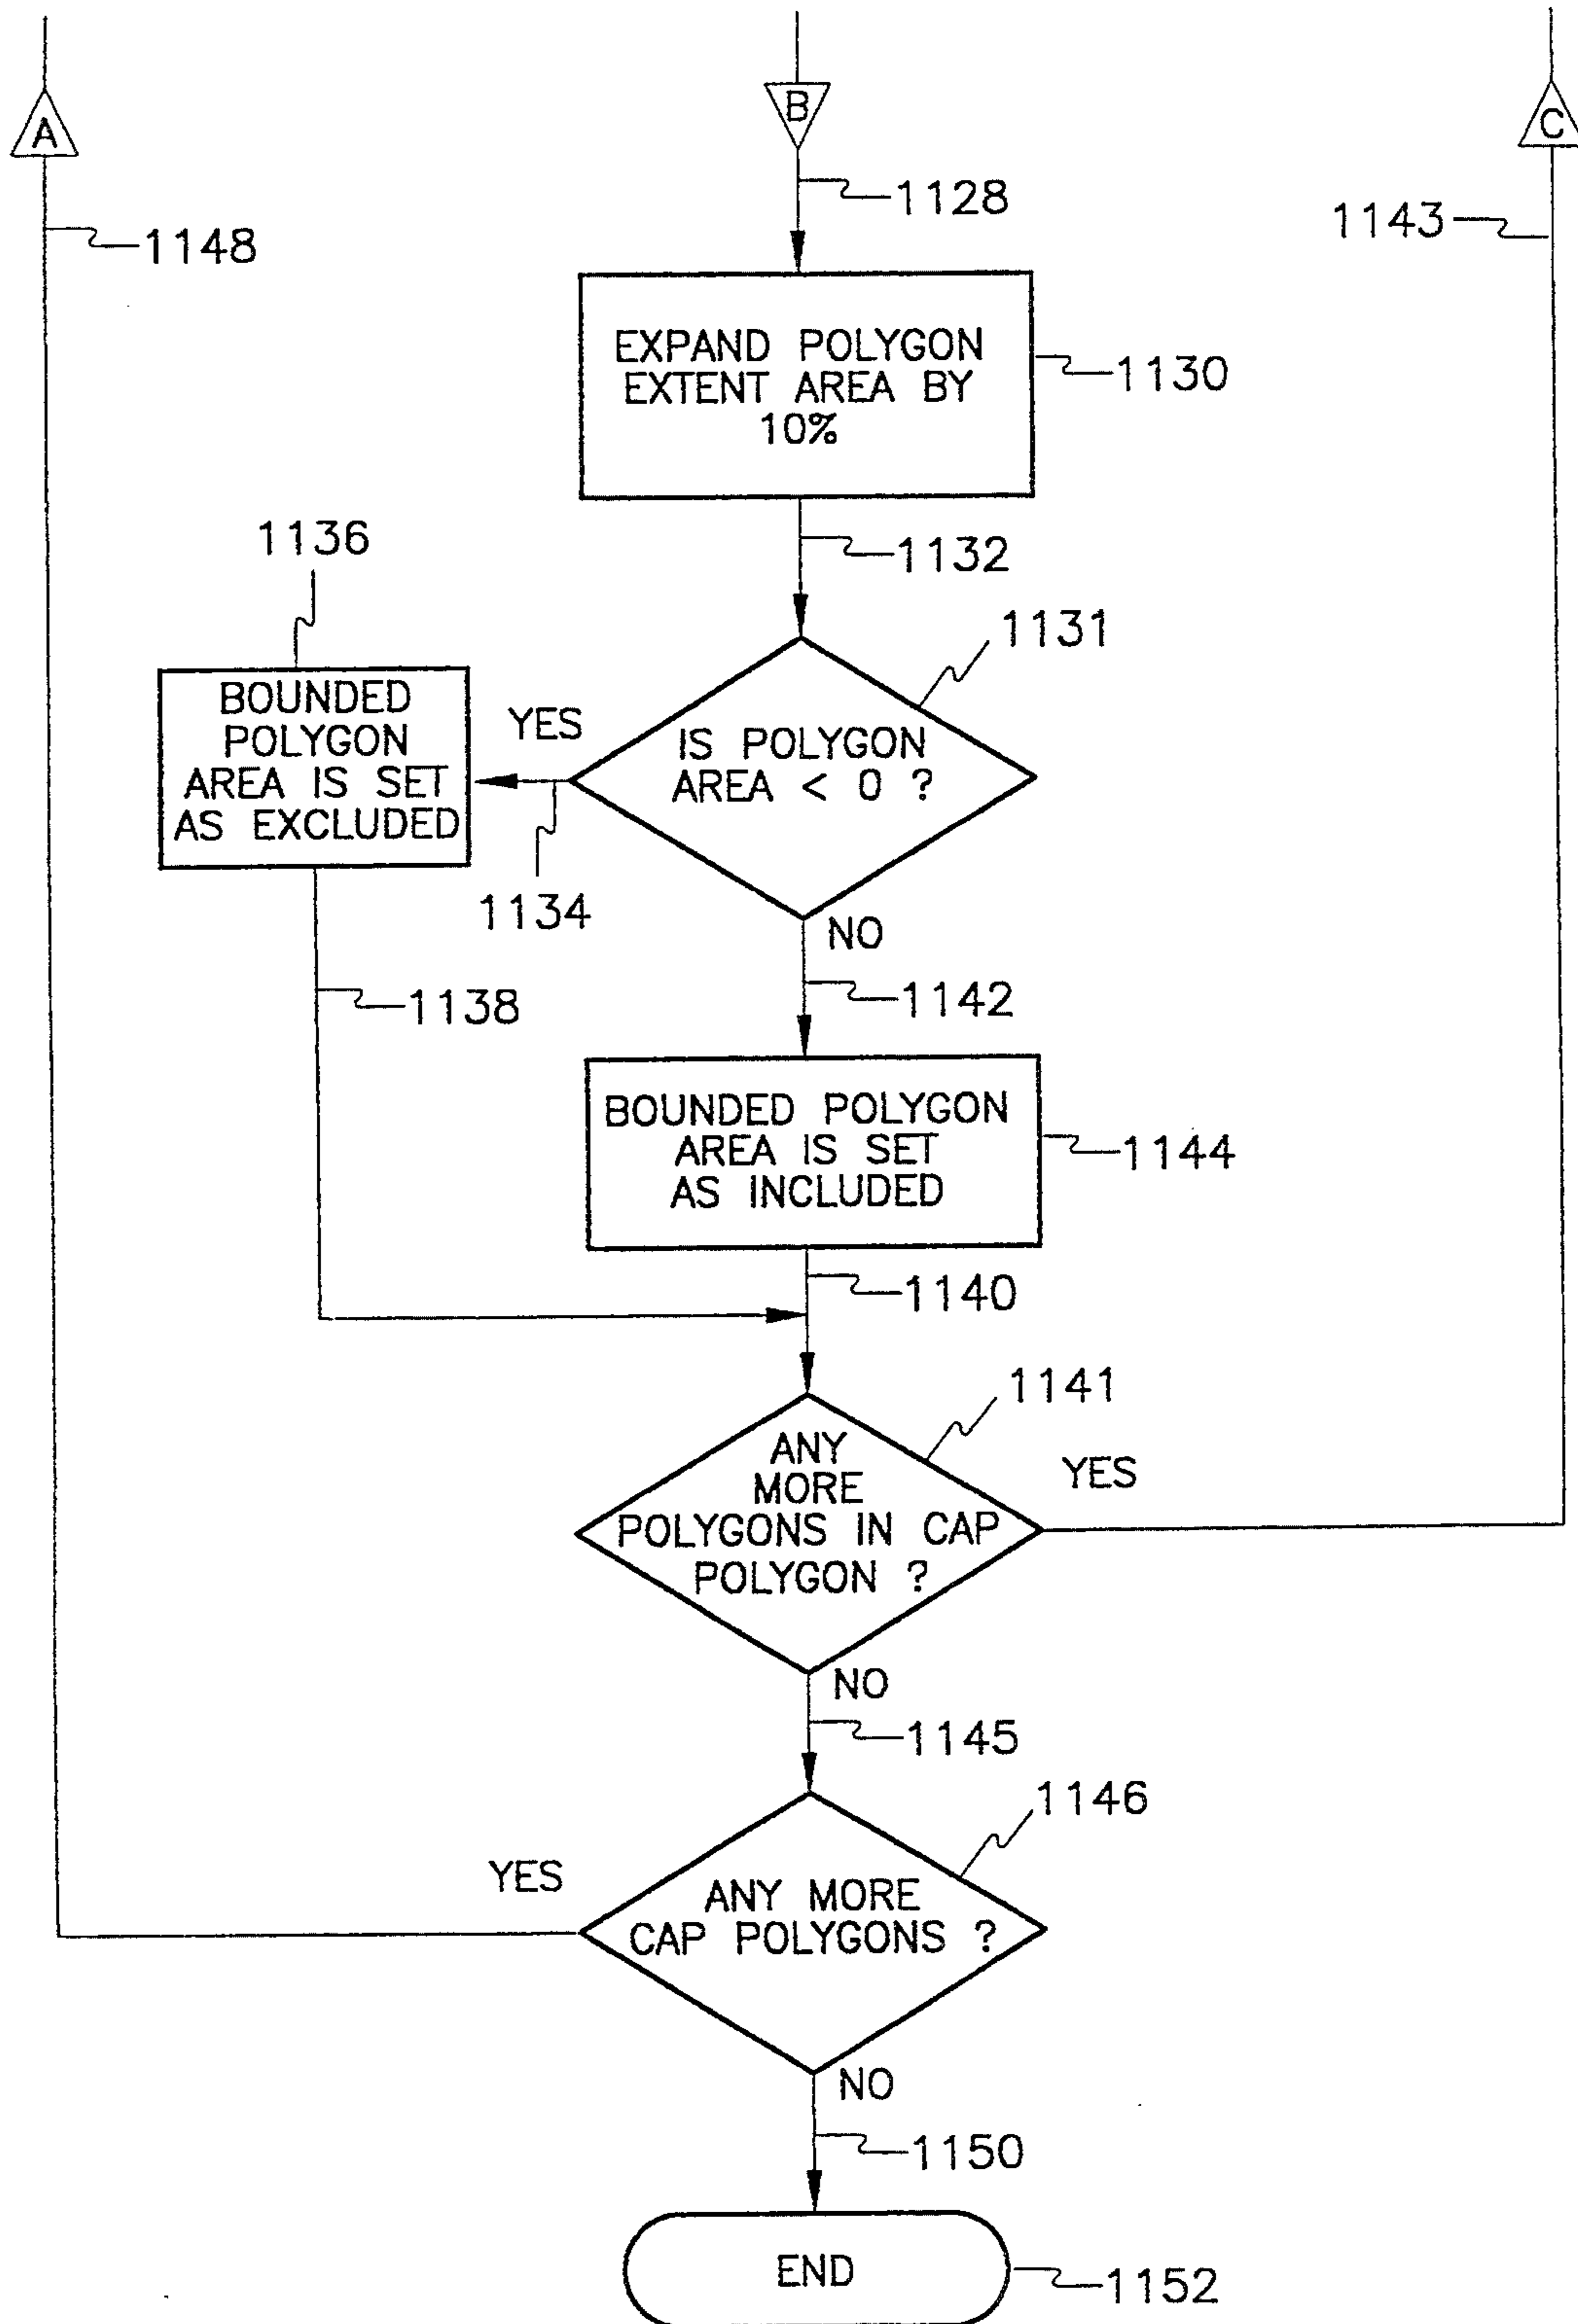 A
B
C
1128
1148
1143
EXPAND POLYGON
EXTENT AREA BY
10%
1130
1136
1132
1131
BOUNDED
POLYGON
AREA IS SET
AS EXCLUDED
YES
IS POLYGON
AREA < 0 ?
1134
NO
1138
1142
BOUNDED POLYGON
AREA IS SET
AS INCLUDED
1144
1140
1141
ANY
MORE
POLYGONS IN CAP
POLYGON ?
YES
NO
1145
1146
YES
ANY MORE
CAP POLYGONS ?
NO
1150
END
1152